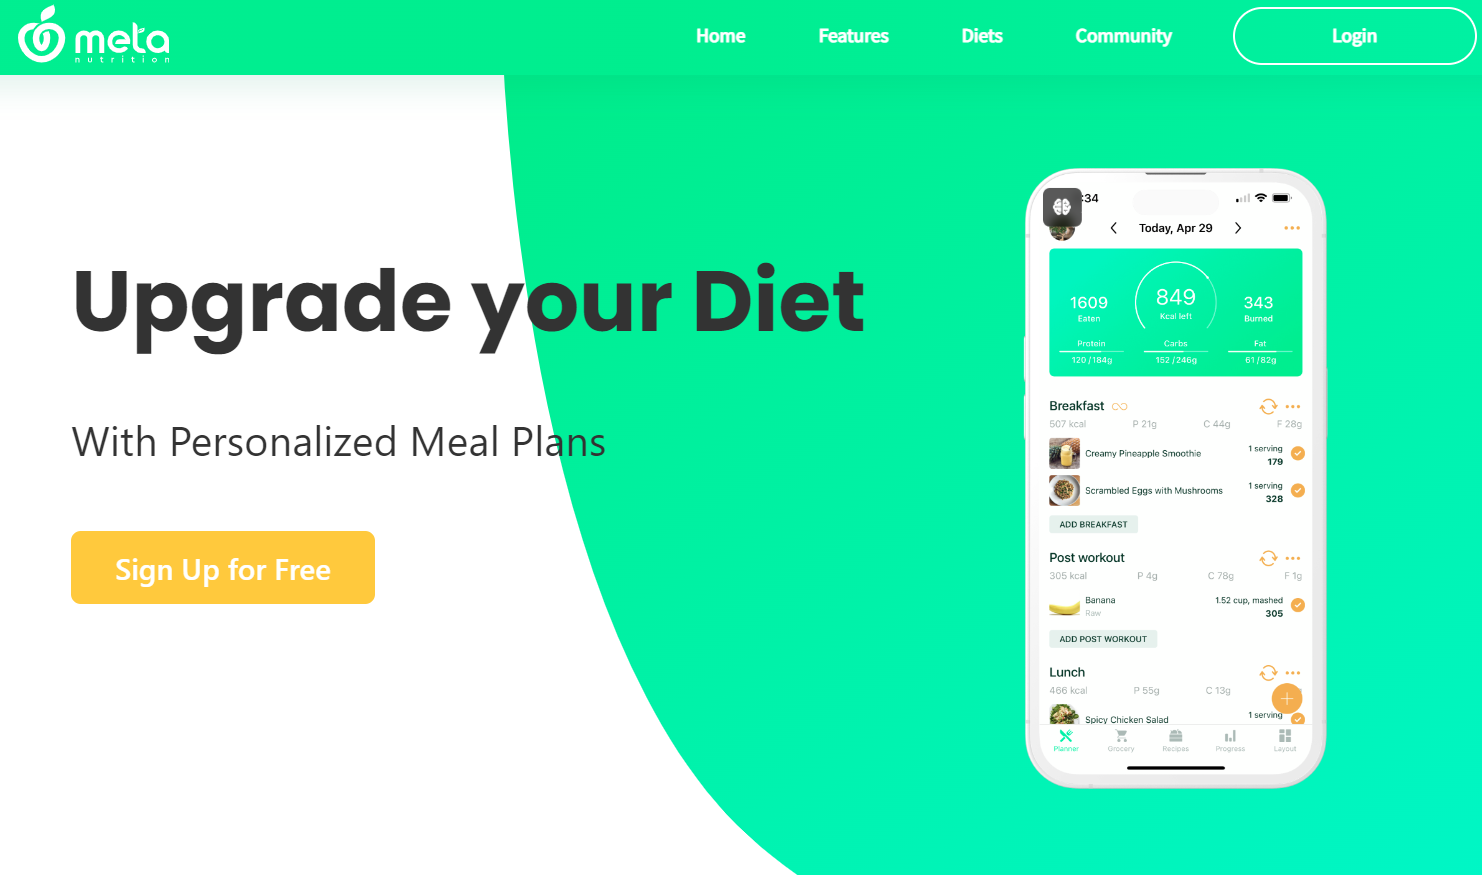 meta
nutrition
Home Features Diets Community Login
Upgrade your Diet
With Personalized Meal Plans
Sign Up for Free
:34
Today, Apr 29
1609 849 343
Eaten Kcal left Burned
Protein Carbs Fat
120/184g 152/246g 61/82g
Breakfast
507 kcal P 21g C 44g F 28g
Creamy Pineapple Smoothie 1 serving
179
Scrambled Eggs with Mushrooms 1 serving
328
ADD BREAKFAST
Post workout
305 kcal P 4g C 78g F 1g
Banana 1.52 cup, mashed
Raw 305
ADD POST WORKOUT
Lunch
466 kcal P 55g C 13g
Spicy Chicken Salad 1 serving
Planner Grocery Recipes Progress Layout